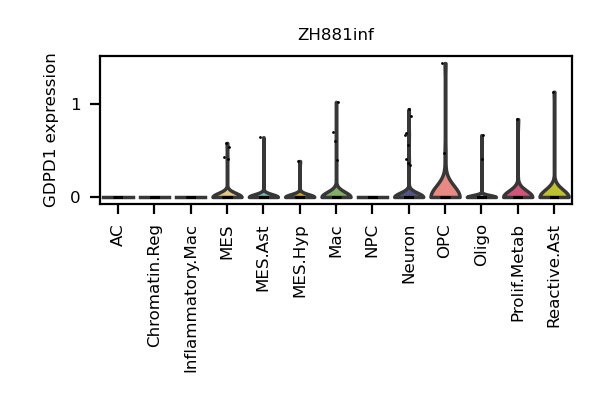 ZH881inf
GDPD1 expression
1
0
AC
Chromatin.Reg
Inflammatory.Mac
MES
MES.Ast
MES.Hyp
Mac
NPC
Neuron
OPC
Oligo
Prolif.Metab
Reactive.Ast